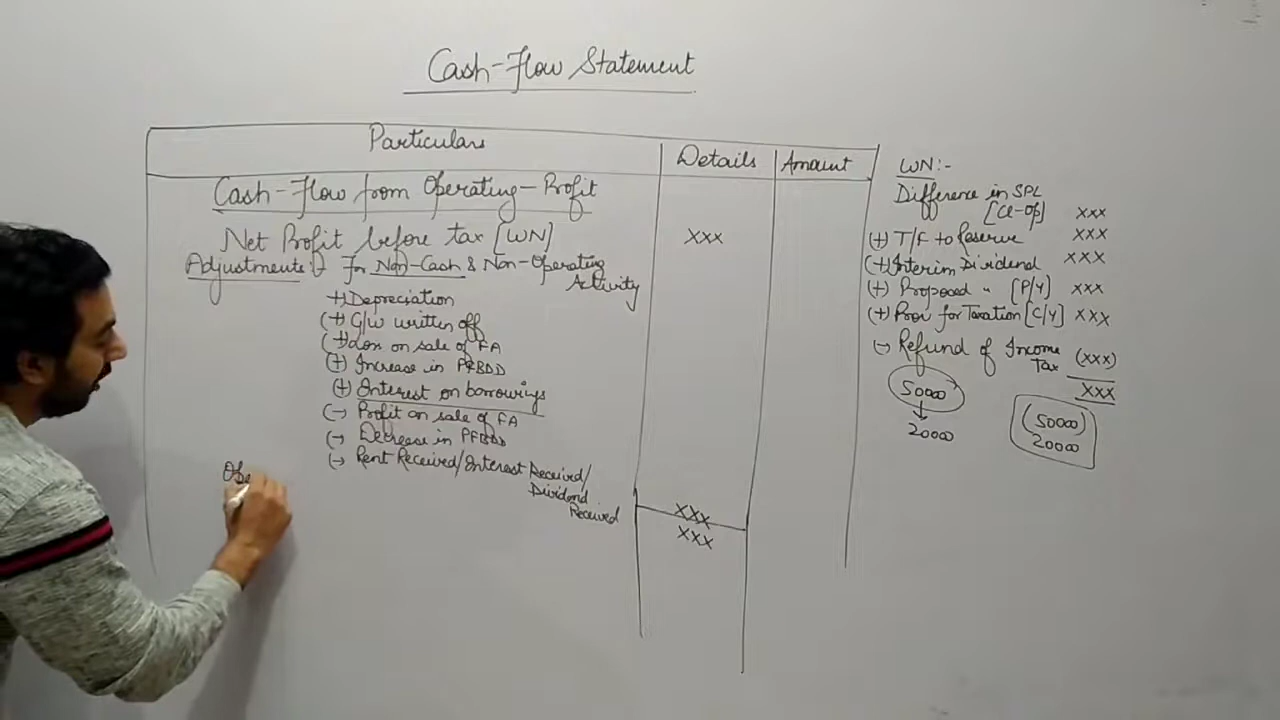 Cash-Flow Statement
Particulars
Details
Amount
Cash-Flow from Operating-Profit
Net Profit before tax [WN]
XXX
Adjustments:- For Non-Cash & Non-Operating
Activity
(+) Depreciation
(+) G/W written off
(+) Loss on sale of FA
(+) Increase in PFBDD
(+) Interest on borrowings
(-) Profit on sale of FA
(-) Decrease in PFBDD
(-) Rent Received/Interest Received/
Dividend
Received
XXX
XXX
Ope
WN:-
Difference in SPL
[Cl-Op] XXX
(+) T/f to Reserve XXX
(+) Interim Dividend XXX
(+) Proposed " [P/Y] XXX
(+) Prov for Taxation [C/Y] XXX
(-) Refund of Income
Tax (XXX)
XXX
50000
20000
(50000)
20000